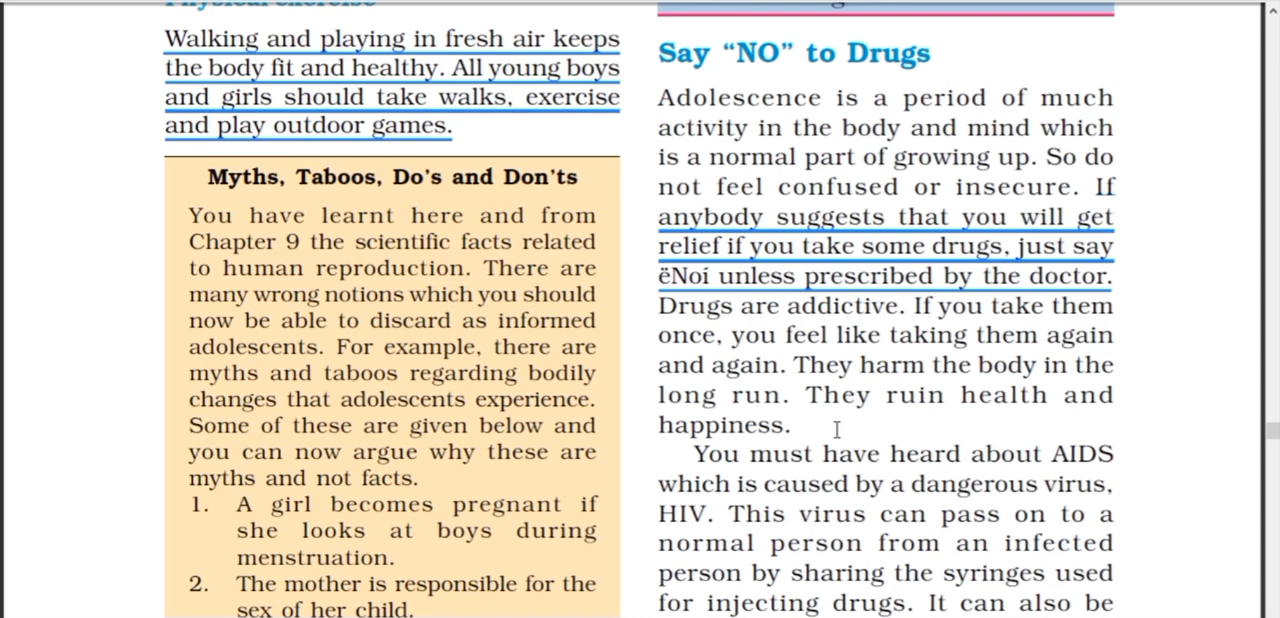 Physical exercise
Walking and playing in fresh air keeps
the body fit and healthy. All young boys
and girls should take walks, exercise
and play outdoor games.
Myths, Taboos, Do's and Don'ts
You have learnt here and from
Chapter 9 the scientific facts related
to human reproduction. There are
many wrong notions which you should
now be able to discard as informed
adolescents. For example, there are
myths and taboos regarding bodily
changes that adolescents experience.
Some of these are given below and
you can now argue why these are
myths and not facts.
1. A girl becomes pregnant if
she looks at boys during
menstruation.
2. The mother is responsible for the
sex of her child.
Say “NO” to Drugs
Adolescence is a period of much
activity in the body and mind which
is a normal part of growing up. So do
not feel confused or insecure. If
anybody suggests that you will get
relief if you take some drugs, just say
ëNoí unless prescribed by the doctor.
Drugs are addictive. If you take them
once, you feel like taking them again
and again. They harm the body in the
long run. They ruin health and
happiness.
You must have heard about AIDS
which is caused by a dangerous virus,
HIV. This virus can pass on to a
normal person from an infected
person by sharing the syringes used
for injecting drugs. It can also be